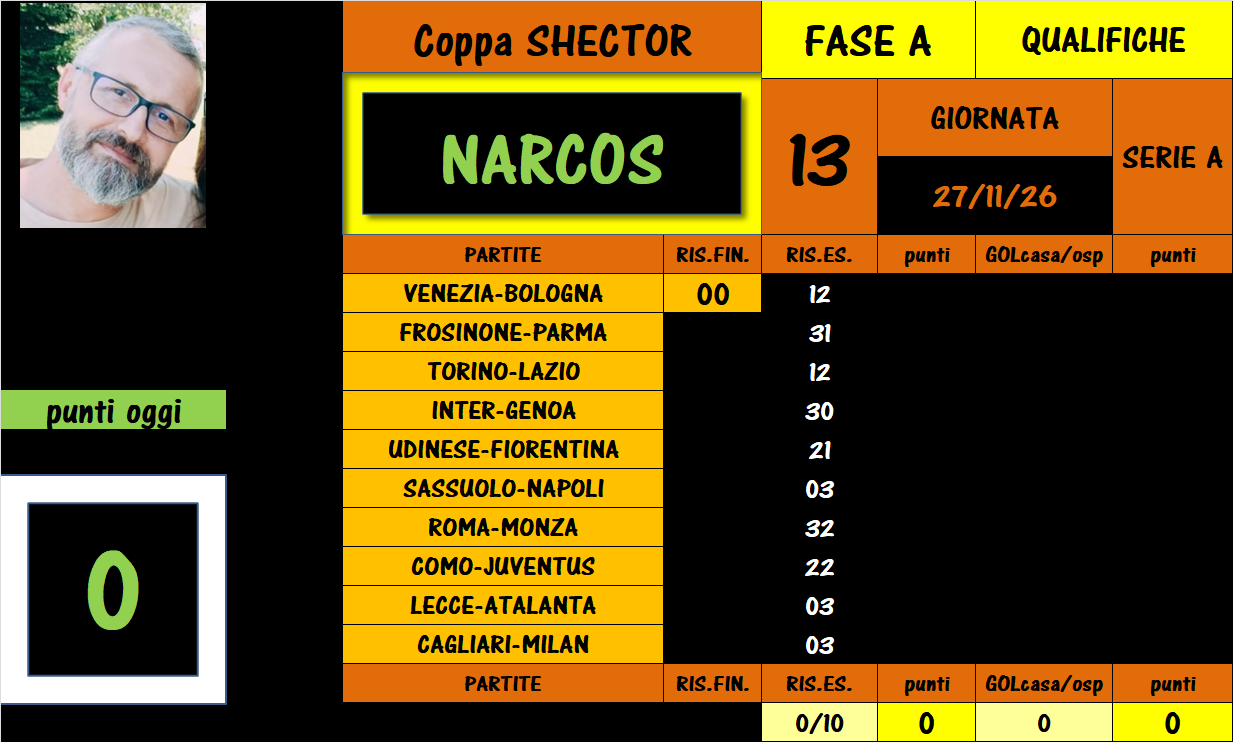 Coppa SHECTOR
FASE A
QUALIFICHE
NARCOS
13
GIORNATA
27/11/26
SERIE A
PARTITE RIS.FIN. RIS.ES. punti GOLcasa/osp punti
VENEZIA-BOLOGNA 00 12
FROSINONE-PARMA 31
TORINO-LAZIO 12
INTER-GENOA 30
UDINESE-FIORENTINA 21
SASSUOLO-NAPOLI 03
ROMA-MONZA 32
COMO-JUVENTUS 22
LECCE-ATALANTA 03
CAGLIARI-MILAN 03
PARTITE RIS.FIN. RIS.ES. punti GOLcasa/osp punti
0/10 0 0 0
punti oggi
0